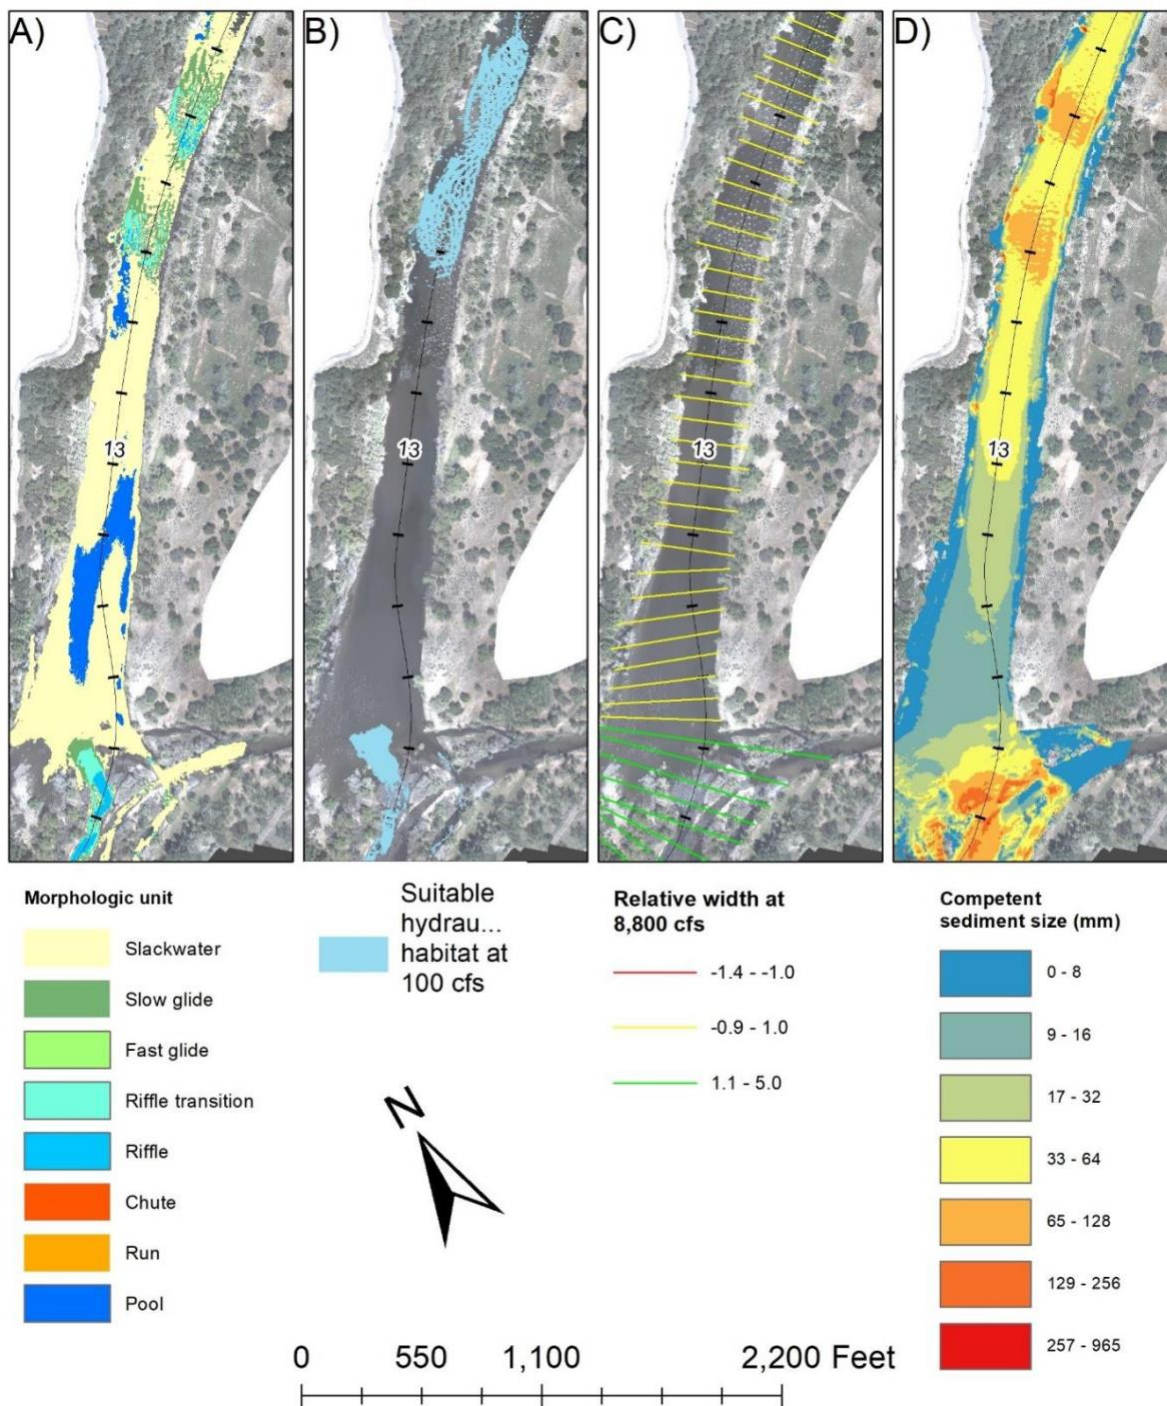 A)
B)
C)
D)
13
13
13
13
Morphologic unit
Slackwater
Slow glide
Fast glide
Riffle transition
Riffle
Chute
Run
Pool
Suitable
hydrau...
habitat at
100 cfs
Relative width at
8,800 cfs
-1.4 - -1.0
-0.9 - 1.0
1.1 - 5.0
Competent
sediment size (mm)
0 - 8
9 - 16
17 - 32
33 - 64
65 - 128
129 - 256
257 - 965
N
0 550 1,100 2,200 Feet